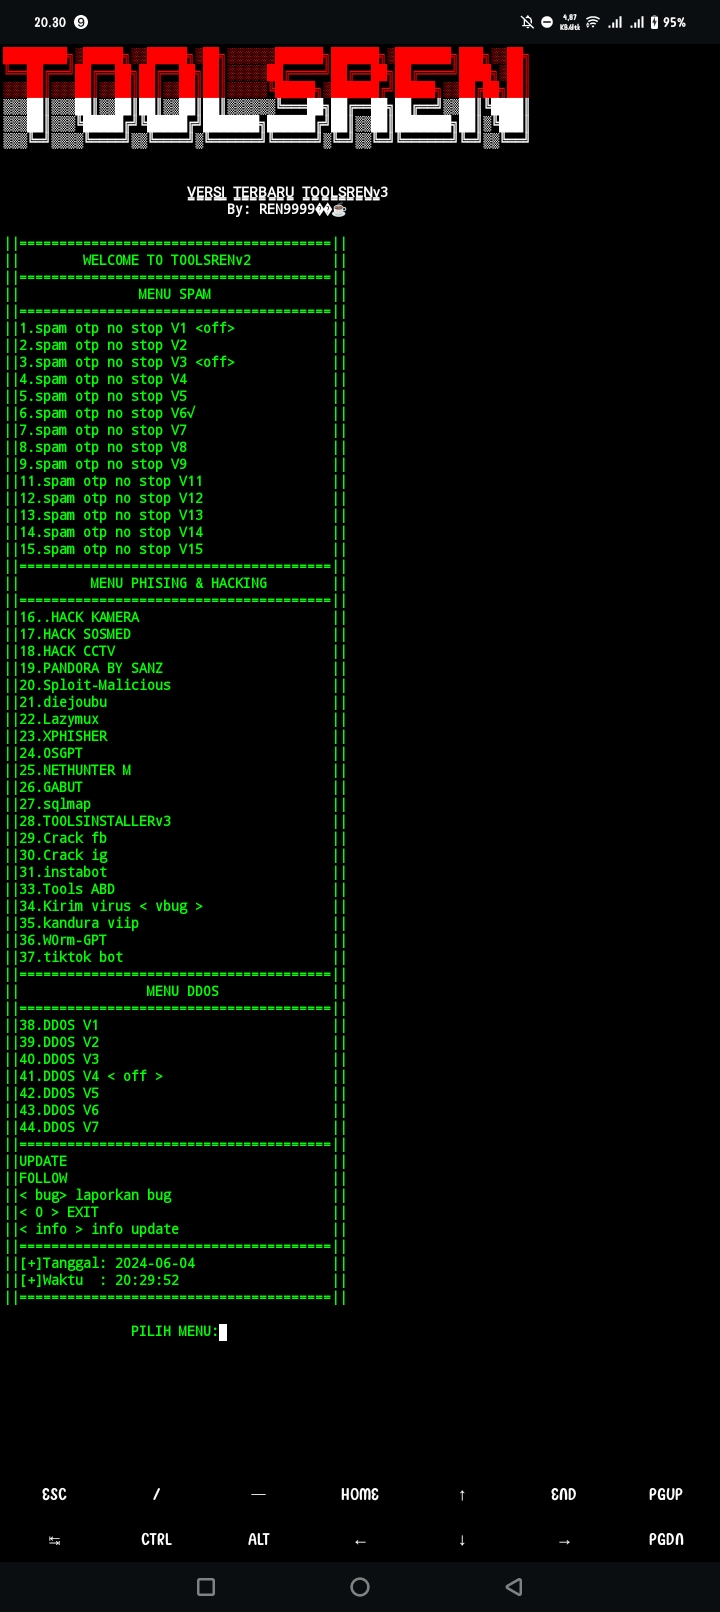 20.30 9 4,87 KB/dtk 95%
TOOLSREN
VERSI TERBARU TOOLSRENv3
By: REN9999��☕
||=======================================||
|| WELCOME TO TOOLSRENv2 ||
||=======================================||
|| MENU SPAM ||
||=======================================||
||1.spam otp no stop V1 <off> ||
||2.spam otp no stop V2 ||
||3.spam otp no stop V3 <off> ||
||4.spam otp no stop V4 ||
||5.spam otp no stop V5 ||
||6.spam otp no stop V6√ ||
||7.spam otp no stop V7 ||
||8.spam otp no stop V8 ||
||9.spam otp no stop V9 ||
||11.spam otp no stop V11 ||
||12.spam otp no stop V12 ||
||13.spam otp no stop V13 ||
||14.spam otp no stop V14 ||
||15.spam otp no stop V15 ||
||=======================================||
|| MENU PHISING & HACKING ||
||=======================================||
||16..HACK KAMERA ||
||17.HACK SOSMED ||
||18.HACK CCTV ||
||19.PANDORA BY SANZ ||
||20.Sploit-Malicious ||
||21.diejoubu ||
||22.Lazymux ||
||23.XPHISHER ||
||24.OSGPT ||
||25.NETHUNTER M ||
||26.GABUT ||
||27.sqlmap ||
||28.TOOLSINSTALLERv3 ||
||29.Crack fb ||
||30.Crack ig ||
||31.instabot ||
||33.Tools ABD ||
||34.Kirim virus < vbug > ||
||35.kandura viip ||
||36.WOrm-GPT ||
||37.tiktok bot ||
||=======================================||
|| MENU DDOS ||
||=======================================||
||38.DDOS V1 ||
||39.DDOS V2 ||
||40.DDOS V3 ||
||41.DDOS V4 < off > ||
||42.DDOS V5 ||
||43.DDOS V6 ||
||44.DDOS V7 ||
||=======================================||
||UPDATE ||
||FOLLOW ||
||< bug> laporkan bug ||
||< 0 > EXIT ||
||< info > info update ||
||=======================================||
||[+]Tanggal: 2024-06-04 ||
||[+]Waktu : 20:29:52 ||
||=======================================||
PILIH MENU:
ESC / — HOME ↑ END PGUP
↹ CTRL ALT ← ↓ → PGDN